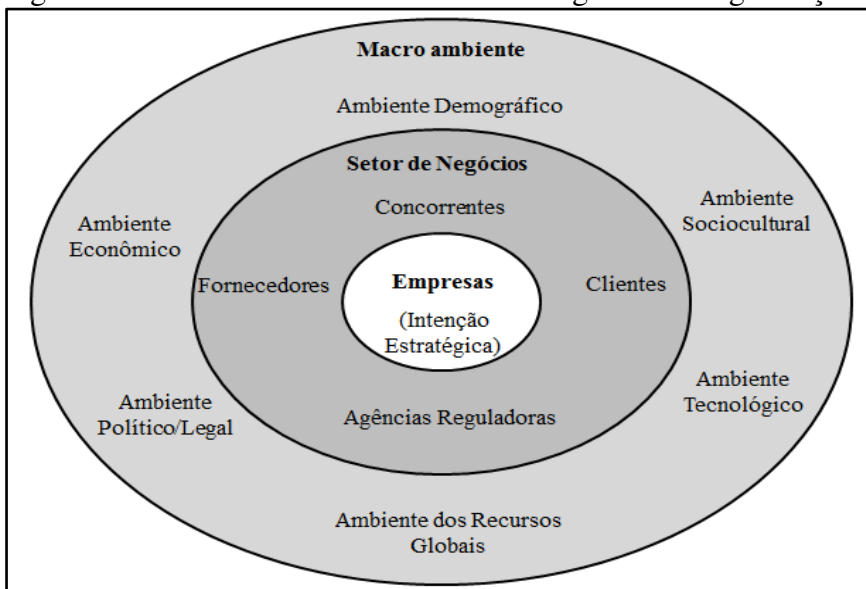 Macro ambiente
Ambiente Demográfico
Setor de Negócios
Concorrentes
Ambiente
Econômico
Ambiente
Sociocultural
Fornecedores
Empresas
(Intenção
Estratégica)
Clientes
Ambiente
Político/Legal
Agências Reguladoras
Ambiente
Tecnológico
Ambiente dos Recursos
Globais